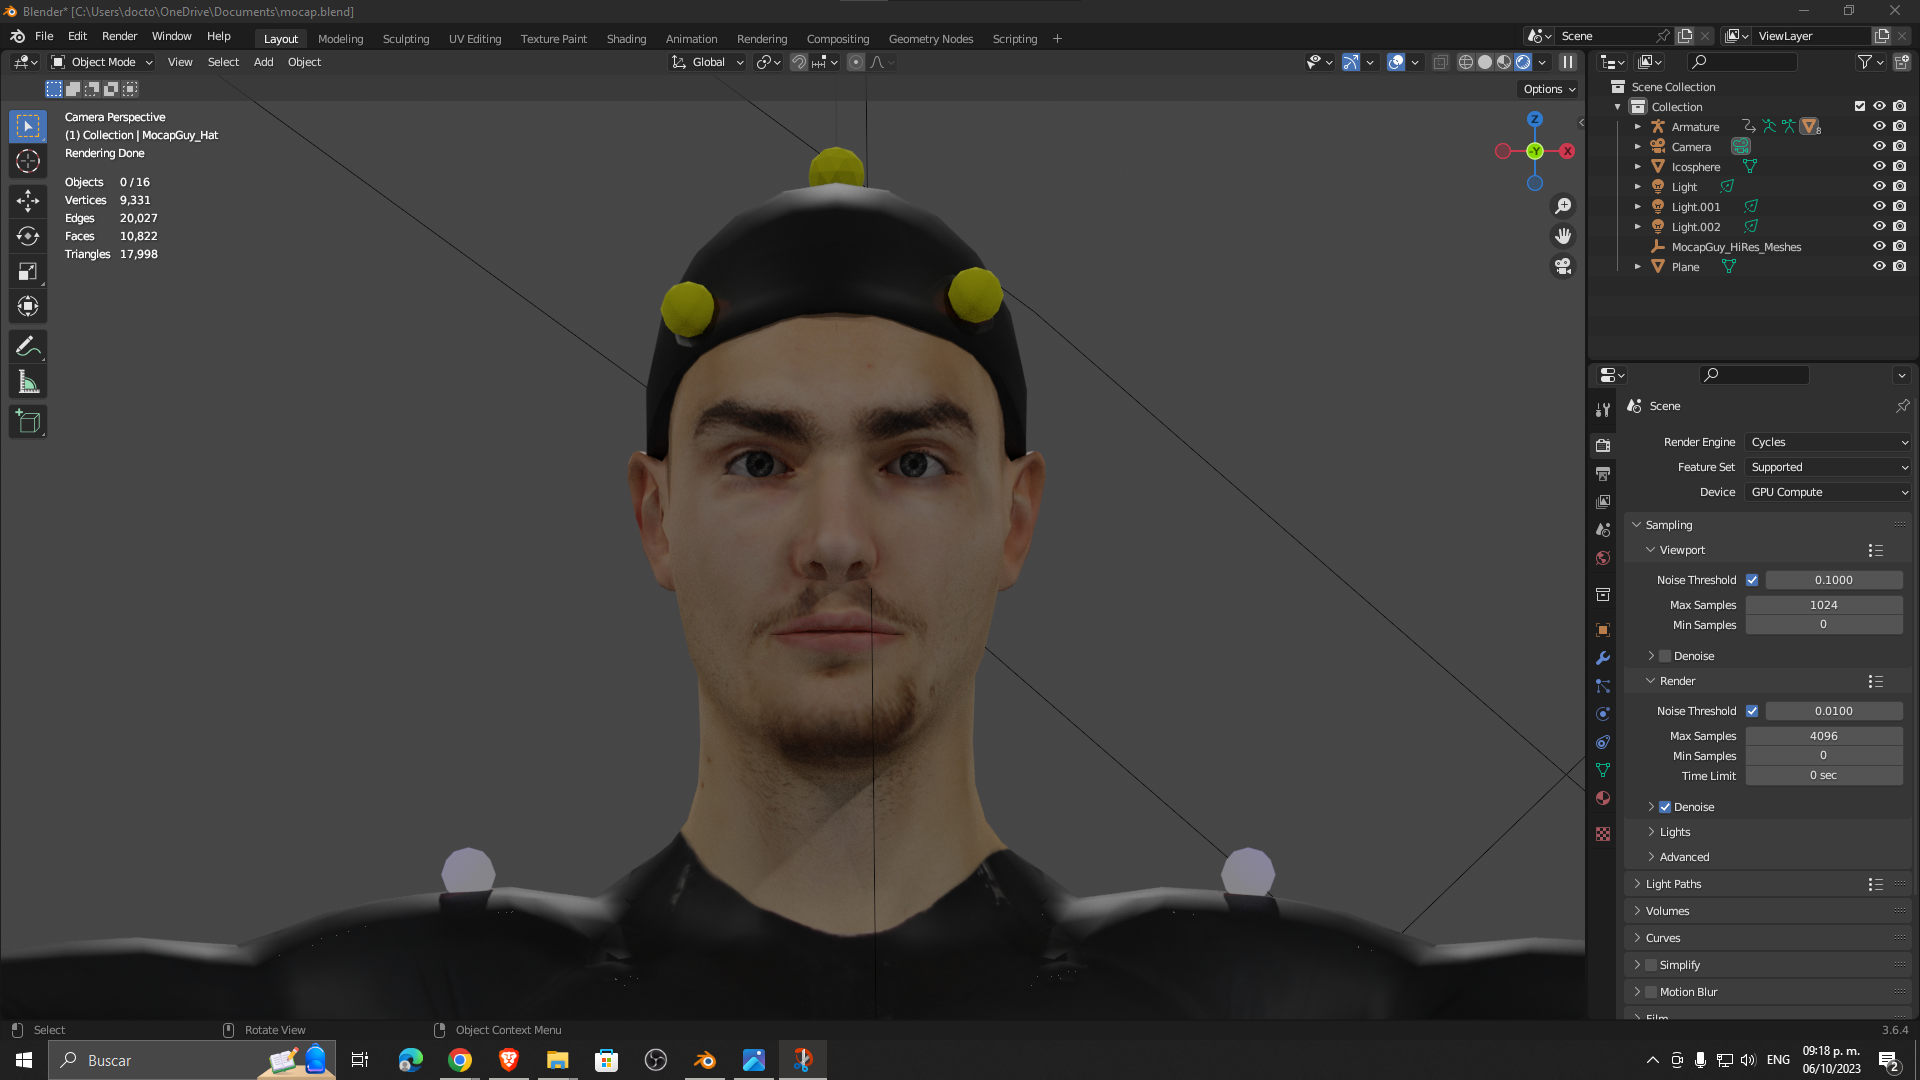 Blender* [C:\Users\docto\OneDrive\Documents\mocap.blend]
File Edit Render Window Help Layout Modeling Sculpting UV Editing Texture Paint Shading Animation Rendering Compositing Geometry Nodes Scripting + Scene ViewLayer
Object Mode View Select Add Object Global
Options
Camera Perspective
(1) Collection | MocapGuy_Hat
Rendering Done
Objects 0 / 16
Vertices 9,331
Edges 20,027
Faces 10,822
Triangles 17,998
Z
-Y
X
Scene Collection
Collection
Armature 8
Camera
Icosphere
Light
Light.001
Light.002
MocapGuy_HiRes_Meshes
Plane
Scene
Render Engine Cycles
Feature Set Supported
Device GPU Compute
Sampling
Viewport
Noise Threshold 0.1000
Max Samples 1024
Min Samples 0
Denoise
Render
Noise Threshold 0.0100
Max Samples 4096
Min Samples 0
Time Limit 0 sec
Denoise
Lights
Advanced
Light Paths
Volumes
Curves
Simplify
Motion Blur
Film
Select Rotate View Object Context Menu 3.6.4
Buscar
ENG
09:18 p. m.
06/10/2023
2